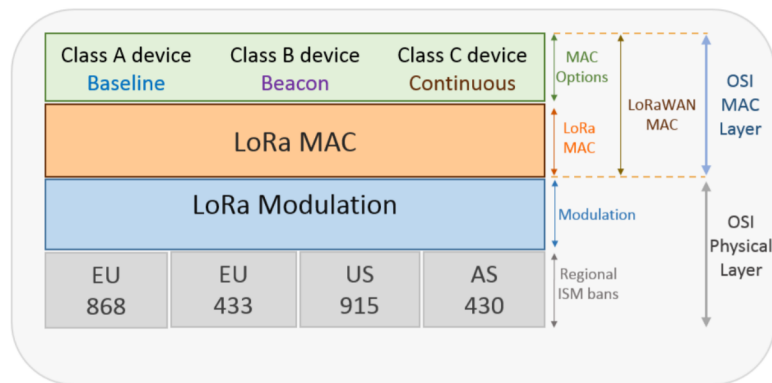 Class A device
Baseline
Class B device
Beacon
Class C device
Continuous
MAC
Options
LoRaWAN
MAC
OSI
MAC
Layer
LoRa MAC
LoRa
MAC
LoRa Modulation
Modulation
OSI
Physical
Layer
EU
868
EU
433
US
915
AS
430
Regional
ISM bans